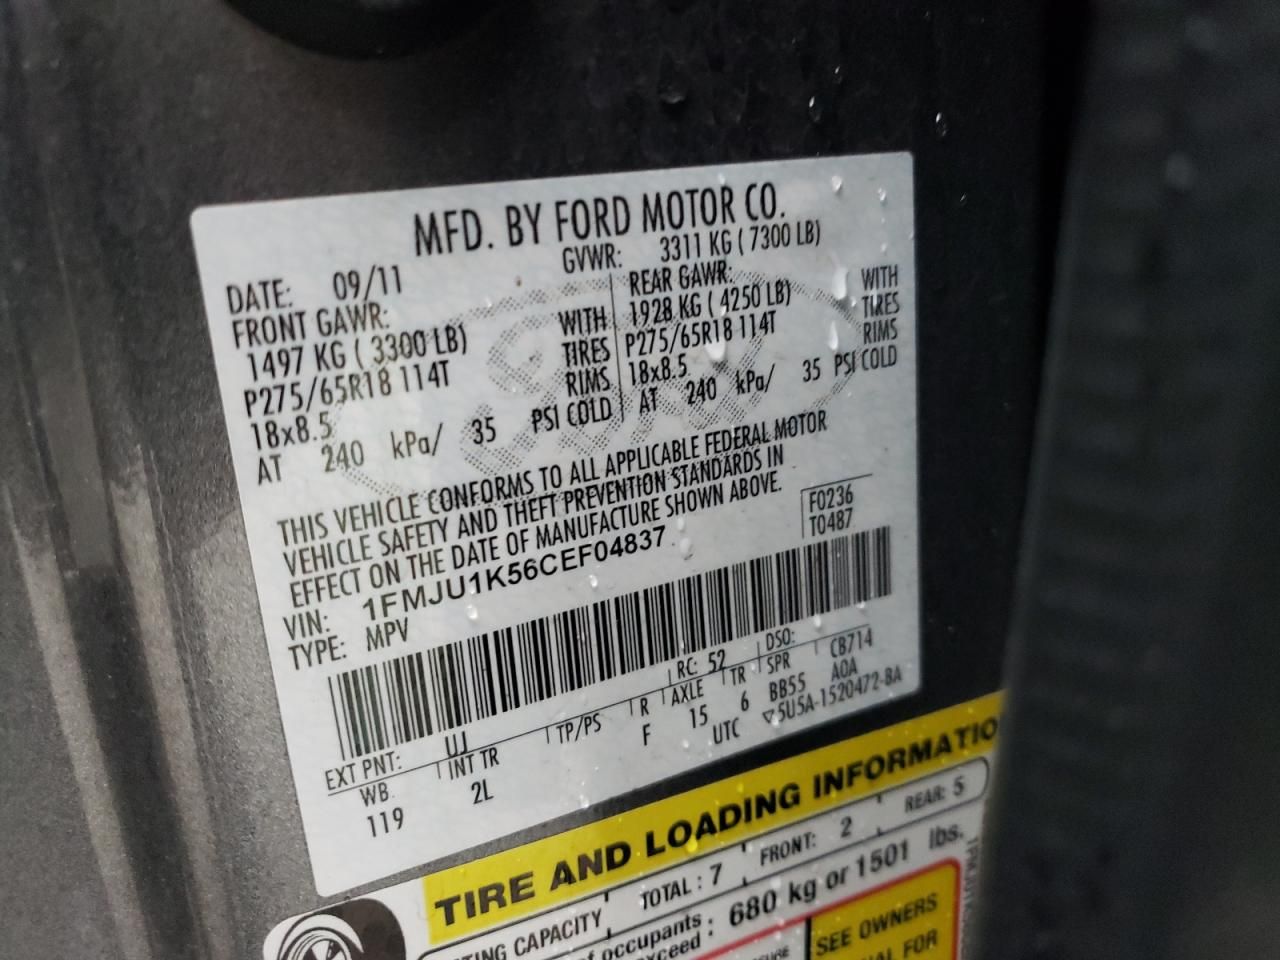 MFD. BY FORD MOTOR CO.
DATE: 09/11 GVWR: 3311 KG ( 7300 LB)
FRONT GAWR: REAR GAWR:
1497 KG ( 3300 LB) WITH 1928 KG ( 4250 LB) WITH
P275/65R18 114T TIRES P275/65R18 114T TIRES
18x8.5 RIMS 18x8.5 RIMS
AT 240 kPa/ 35 PSI COLD AT 240 kPa/ 35 PSI COLD
THIS VEHICLE CONFORMS TO ALL APPLICABLE FEDERAL MOTOR
VEHICLE SAFETY AND THEFT PREVENTION STANDARDS IN
EFFECT ON THE DATE OF MANUFACTURE SHOWN ABOVE.
F0236
T0487
VIN: 1FMJU1K56CEF04837
TYPE: MPV
EXT PNT: UJ RC: 52 DSO:
WB INT TR TP/PS R AXLE TR SPR CB714
119 2L F 15 6 BB55 A0A
UTC ▽5U5A-1520472-BA
TIRE AND LOADING INFORMATIO
TING CAPACITY TOTAL : 7 FRONT: 2 REAR: 5
f occupants
xceed : 680 kg or 1501 lbs.
SEE OWNERS
AL FOR